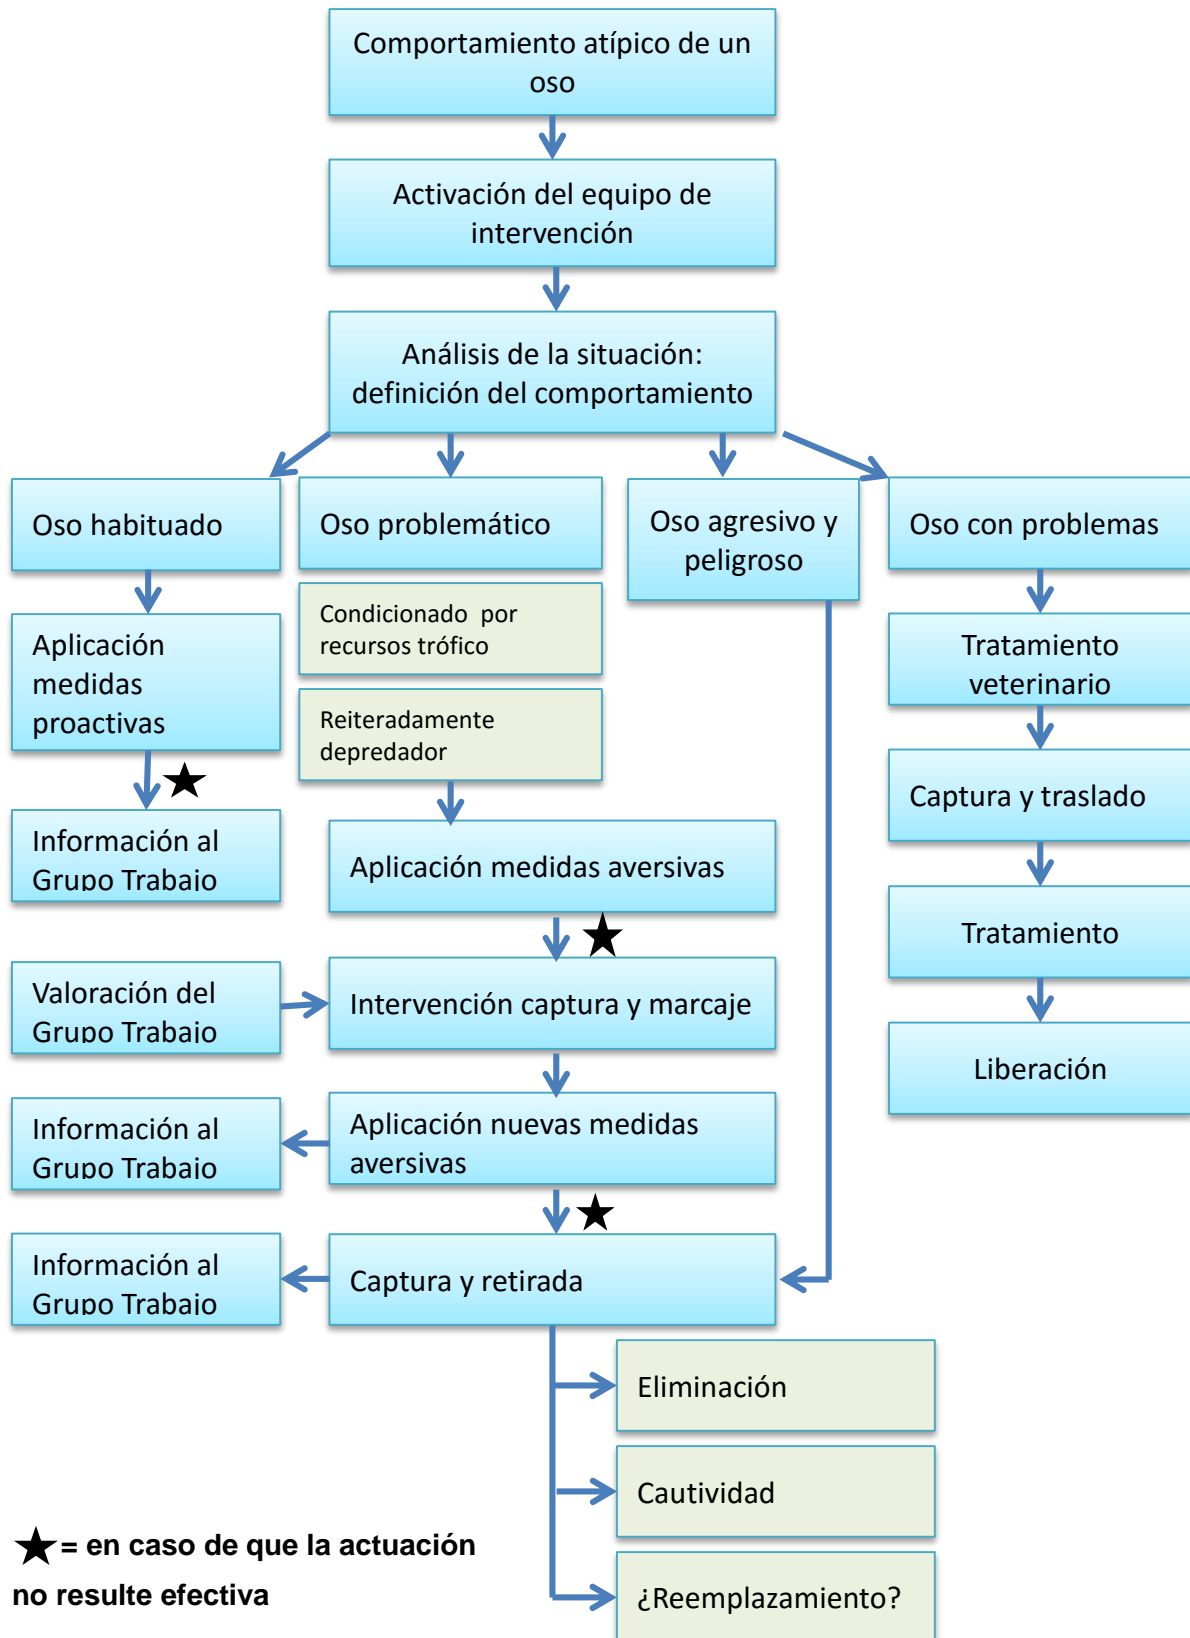 Comportamiento atípico de un
oso
Activación del equipo de
intervención
Análisis de la situación:
definición del comportamiento
Oso habituado
Oso problemático
Oso agresivo y
peligroso
Oso con problemas
Condicionado por
recursos trófico
Reiteradamente
depredador
Aplicación
medidas
proactivas
Tratamiento
veterinario
Información al
Grupo Trabajo
Aplicación medidas aversivas
Captura y traslado
Tratamiento
Valoración del
Grupo Trabajo
Intervención captura y marcaje
Liberación
Información al
Grupo Trabajo
Aplicación nuevas medidas
aversivas
Información al
Grupo Trabajo
Captura y retirada
Eliminación
Cautividad
¿Reemplazamiento?
★= en caso de que la actuación
no resulte efectiva